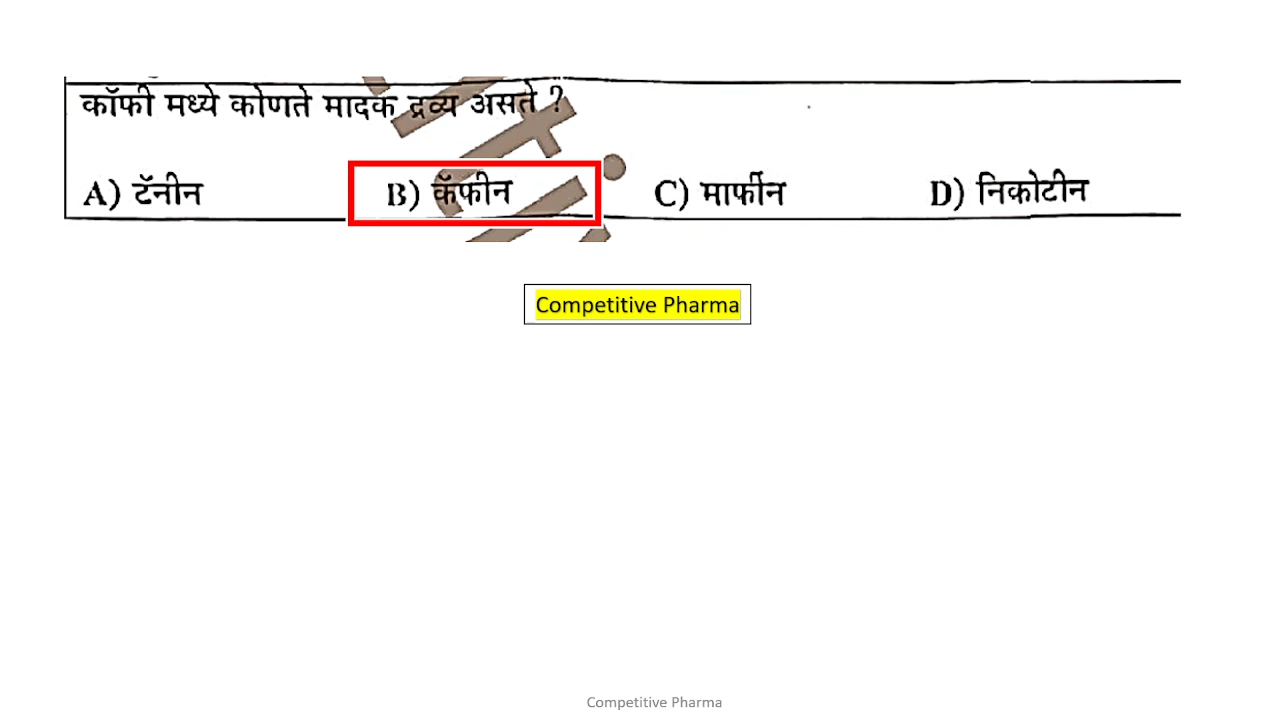 कॉफी मध्ये कोणते मादक द्रव्य असते ?
A) टॅनीन B) कॅफीन C) मार्फीन D) निकोटीन
Competitive Pharma
Competitive Pharma